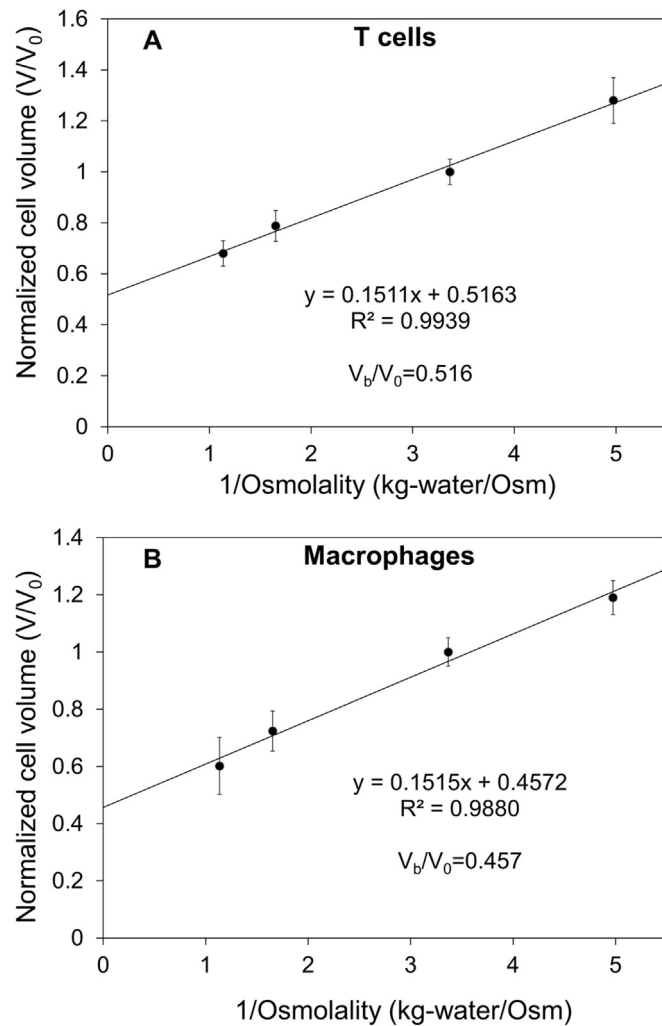 A
T cells
Normalized cell volume (V/V₀)
1.6
1.4
1.2
1
0.8
0.6
0.4
0.2
0
y = 0.1511x + 0.5163
R² = 0.9939
V_b/V₀=0.516
0 1 2 3 4 5
1/Osmolality (kg-water/Osm)
B
Macrophages
Normalized cell volume (V/V₀)
1.4
1.2
1
0.8
0.6
0.4
0.2
0
y = 0.1515x + 0.4572
R² = 0.9880
V_b/V₀=0.457
0 1 2 3 4 5
1/Osmolality (kg-water/Osm)